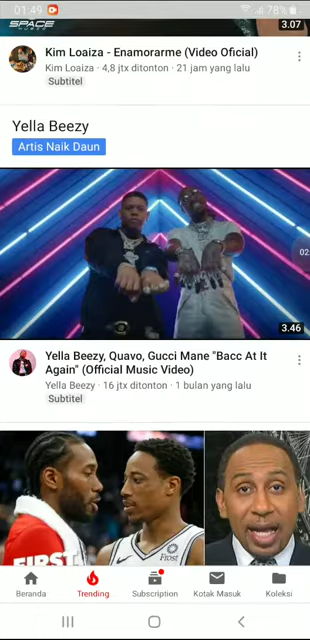 01:49
78%
SPACE
3.07
Kim Loaiza - Enamorarme (Video Oficial)
Kim Loaiza · 4,8 jtx ditonton · 21 jam yang lalu
Subtitel
Yella Beezy
Artis Naik Daun
02:
3.46
Yella Beezy, Quavo, Gucci Mane "Bacc At It
Again" (Official Music Video)
Yella Beezy · 16 jtx ditonton · 1 bulan yang lalu
Subtitel
Frost
FIRST
Beranda
Trending
Subscription
Kotak Masuk
Koleksi